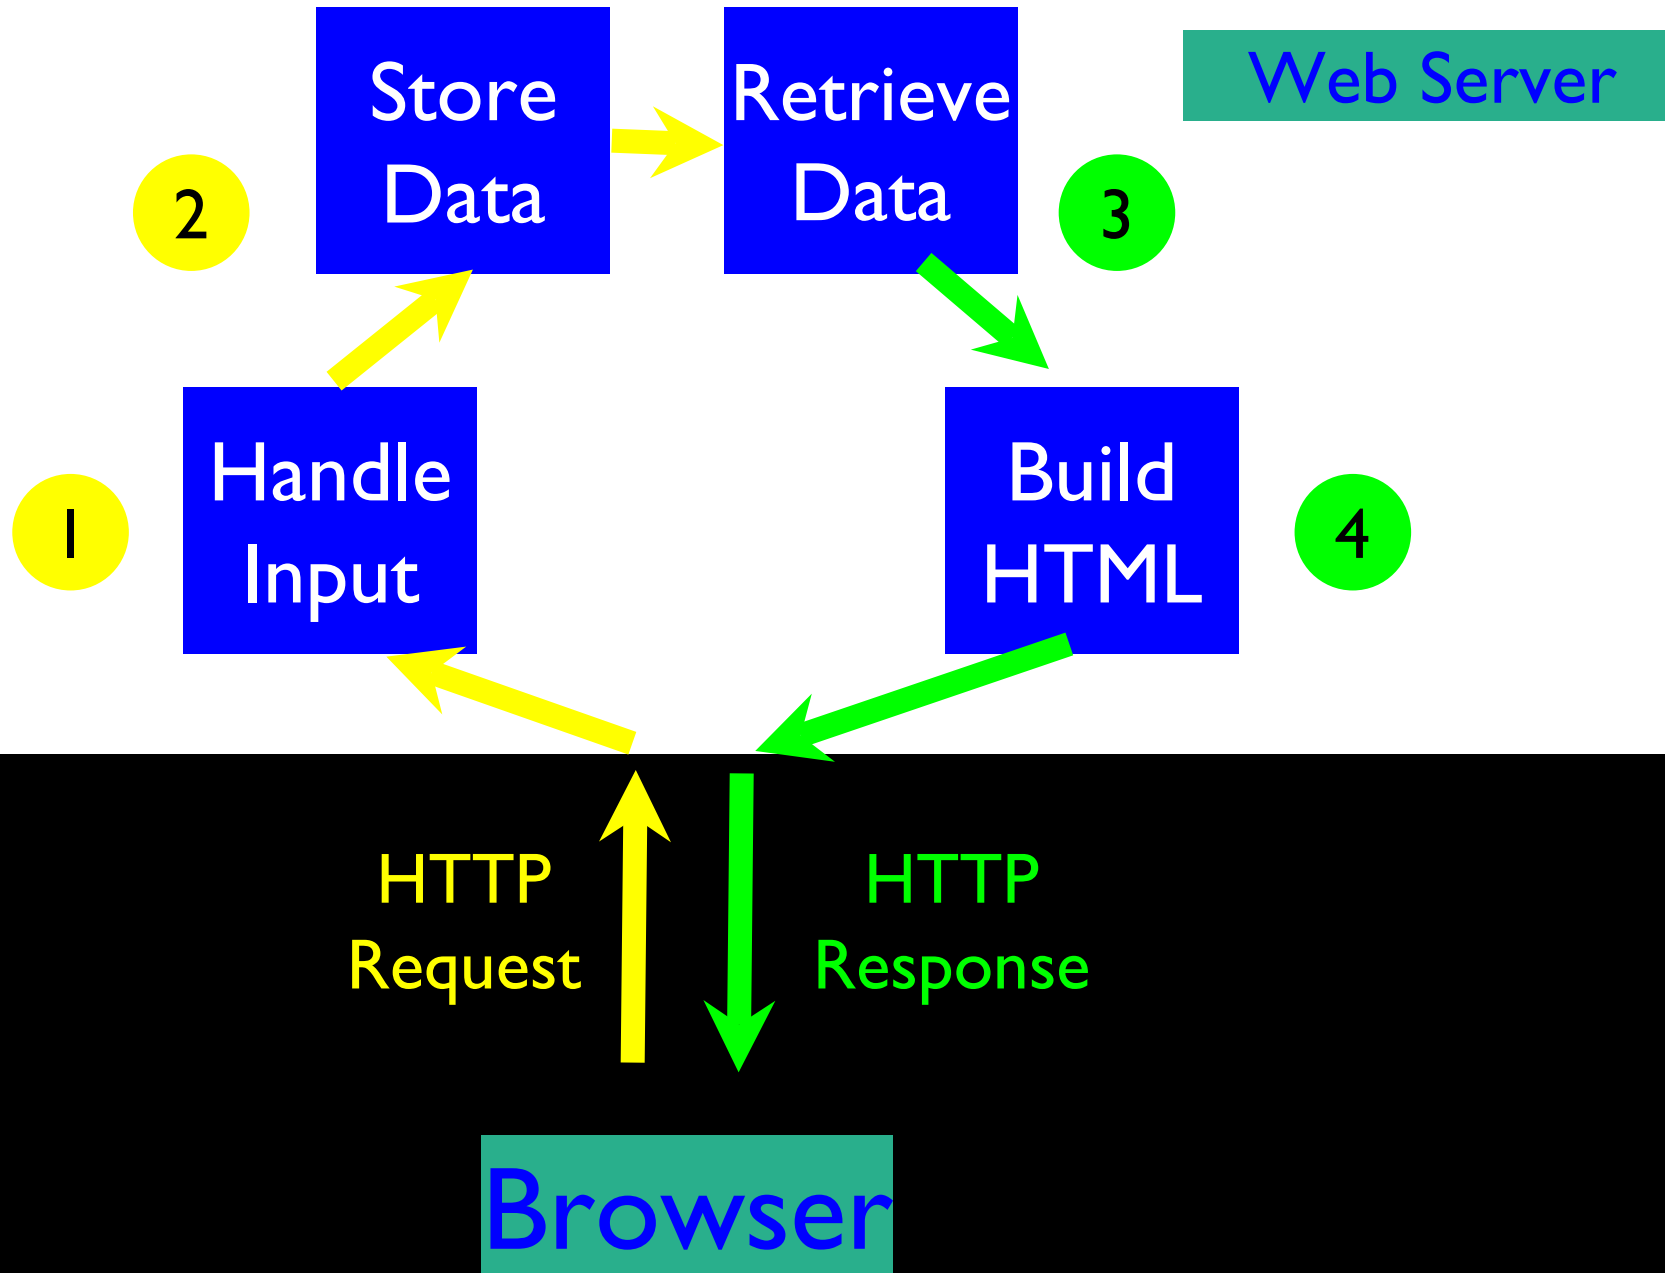 Store
Data
Retrieve
Data
Web Server
2
3
Handle
Input
Build
HTML
1
4
HTTP
Request
HTTP
Response
Browser